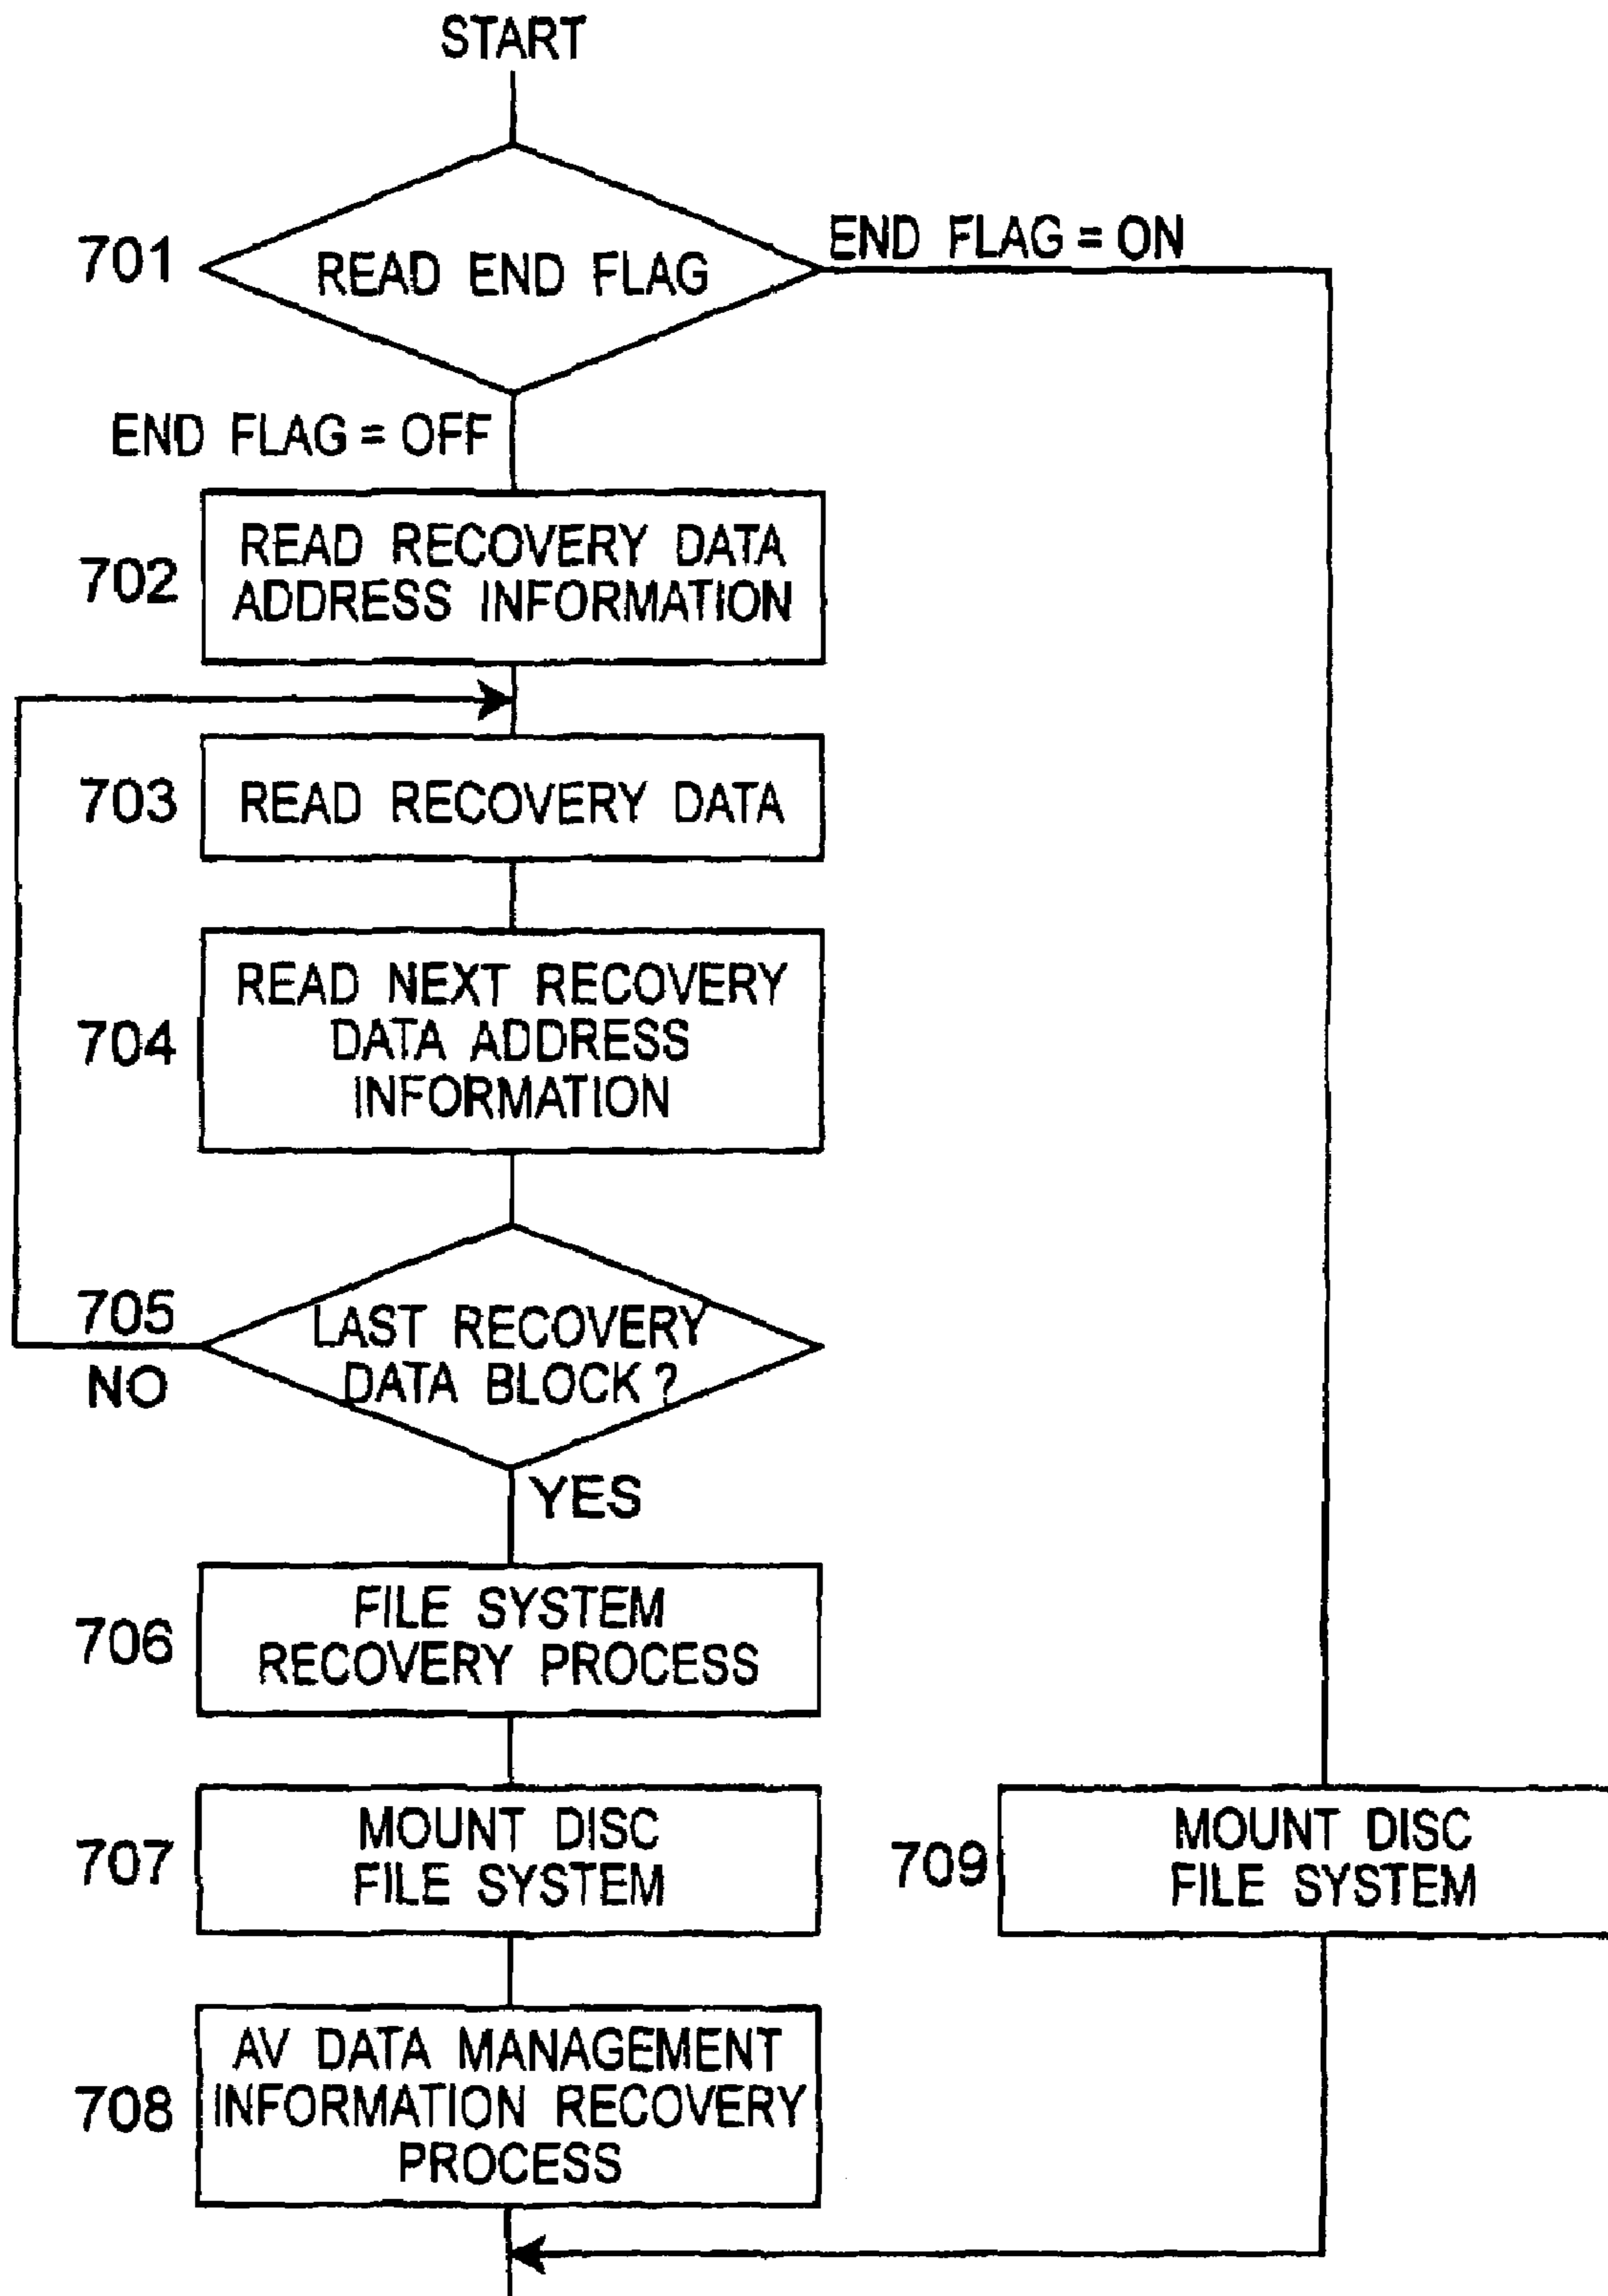 START
701
READ END FLAG
END FLAG = ON
END FLAG = OFF
702
READ RECOVERY DATA
ADDRESS INFORMATION
703
READ RECOVERY DATA
704
READ NEXT RECOVERY
DATA ADDRESS
INFORMATION
705
NO
LAST RECOVERY
DATA BLOCK ?
YES
706
FILE SYSTEM
RECOVERY PROCESS
707
MOUNT DISC
FILE SYSTEM
709
MOUNT DISC
FILE SYSTEM
708
AV DATA MANAGEMENT
INFORMATION RECOVERY
PROCESS